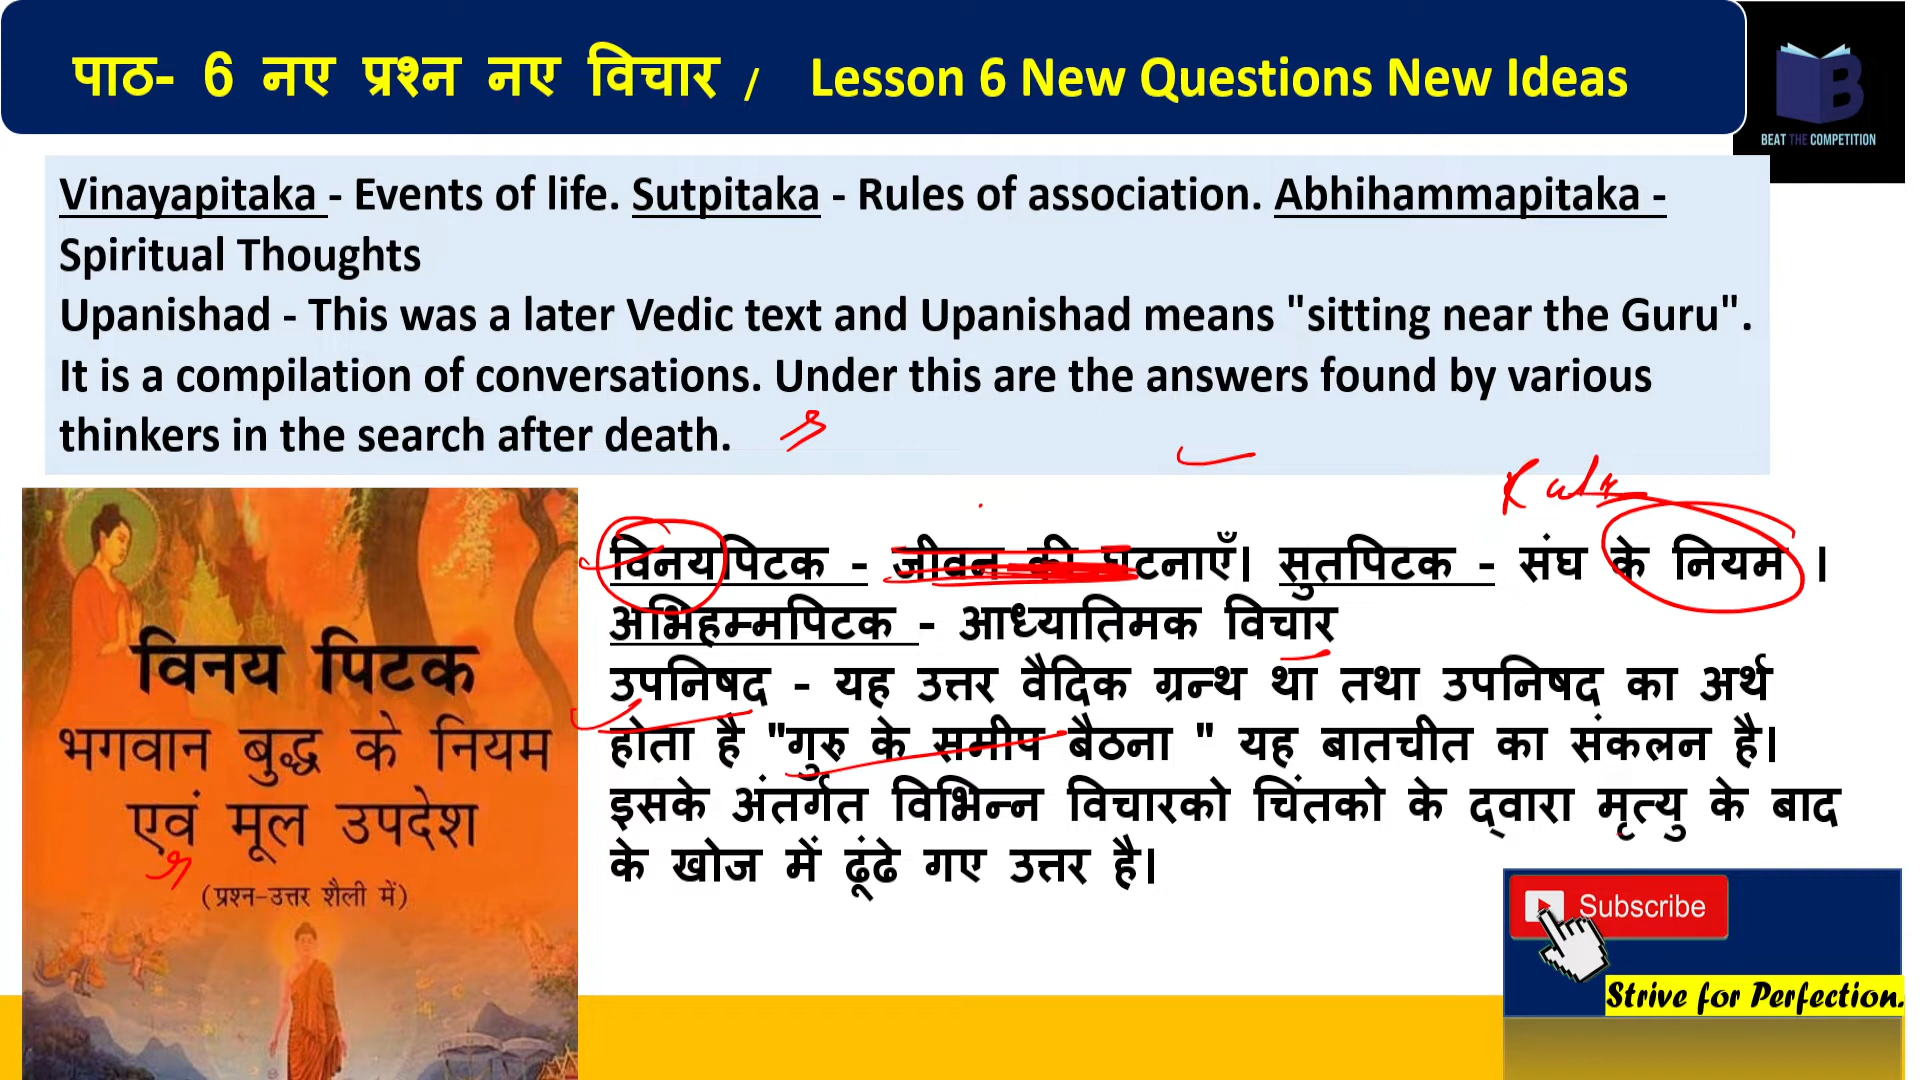 पाठ- 6 नए प्रश्न नए विचार / Lesson 6 New Questions New Ideas
B
BEAT THE COMPETITION
Vinayapitaka - Events of life. Sutpitaka - Rules of association. Abhihammapitaka -
Spiritual Thoughts
Upanishad - This was a later Vedic text and Upanishad means "sitting near the Guru".
It is a compilation of conversations. Under this are the answers found by various
thinkers in the search after death.
विनयपिटक - जीवन की घटनाएँ। सुतपिटक - संघ के नियम ।
अभिहम्मपिटक - आध्यातिमक विचार
उपनिषद - यह उत्तर वैदिक ग्रन्थ था तथा उपनिषद का अर्थ
होता है "गुरु के समीप बैठना " यह बातचीत का संकलन है।
इसके अंतर्गत विभिन्न विचारको चिंतको के द्वारा मृत्यु के बाद
के खोज में ढूंढे गए उत्तर है।
विनय पिटक
भगवान बुद्ध के नियम
एवं मूल उपदेश
(प्रश्न-उत्तर शैली में)
Subscribe
Strive for Perfection.